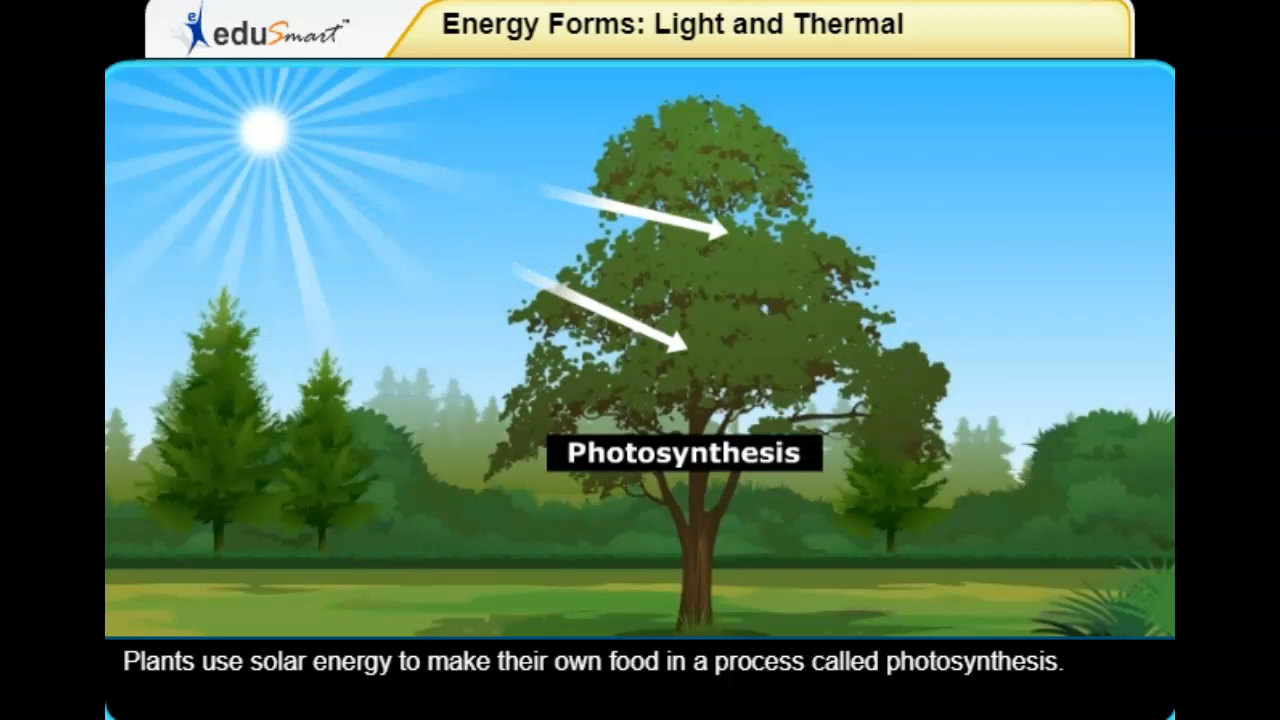 eduSmart™
Energy Forms: Light and Thermal
Photosynthesis
Plants use solar energy to make their own food in a process called photosynthesis.